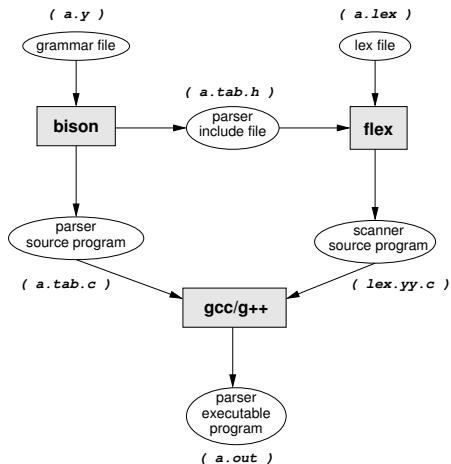 ( a.y )
( a.lex )
grammar file
lex file
( a.tab.h )
bison
parser
include file
flex
parser
source program
scanner
source program
( a.tab.c )
( lex.yy.c )
gcc/g++
parser
executable
program
( a.out )